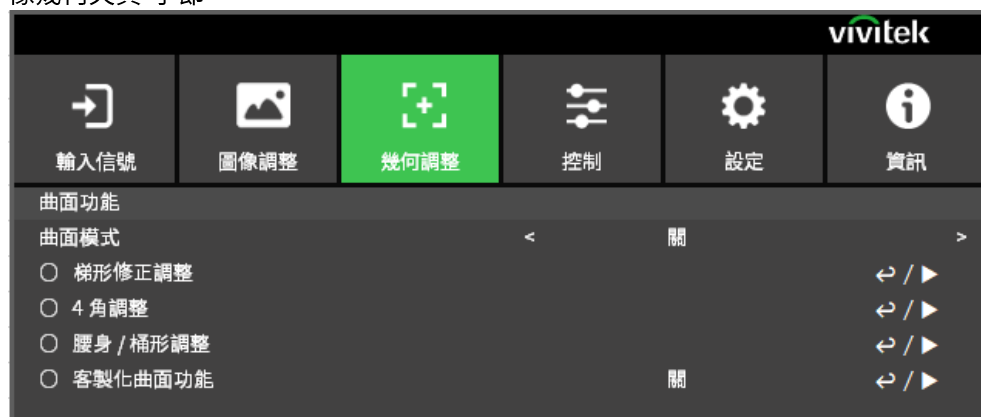 vivitek
輸入信號 圖像調整 幾何調整 控制 設定 資訊
曲面功能
曲面模式 < 關 >
○ 梯形修正調整 ↩ / ▶
○ 4 角調整 ↩ / ▶
○ 腰身 / 桶形調整 ↩ / ▶
○ 客製化曲面功能 關 ↩ / ▶